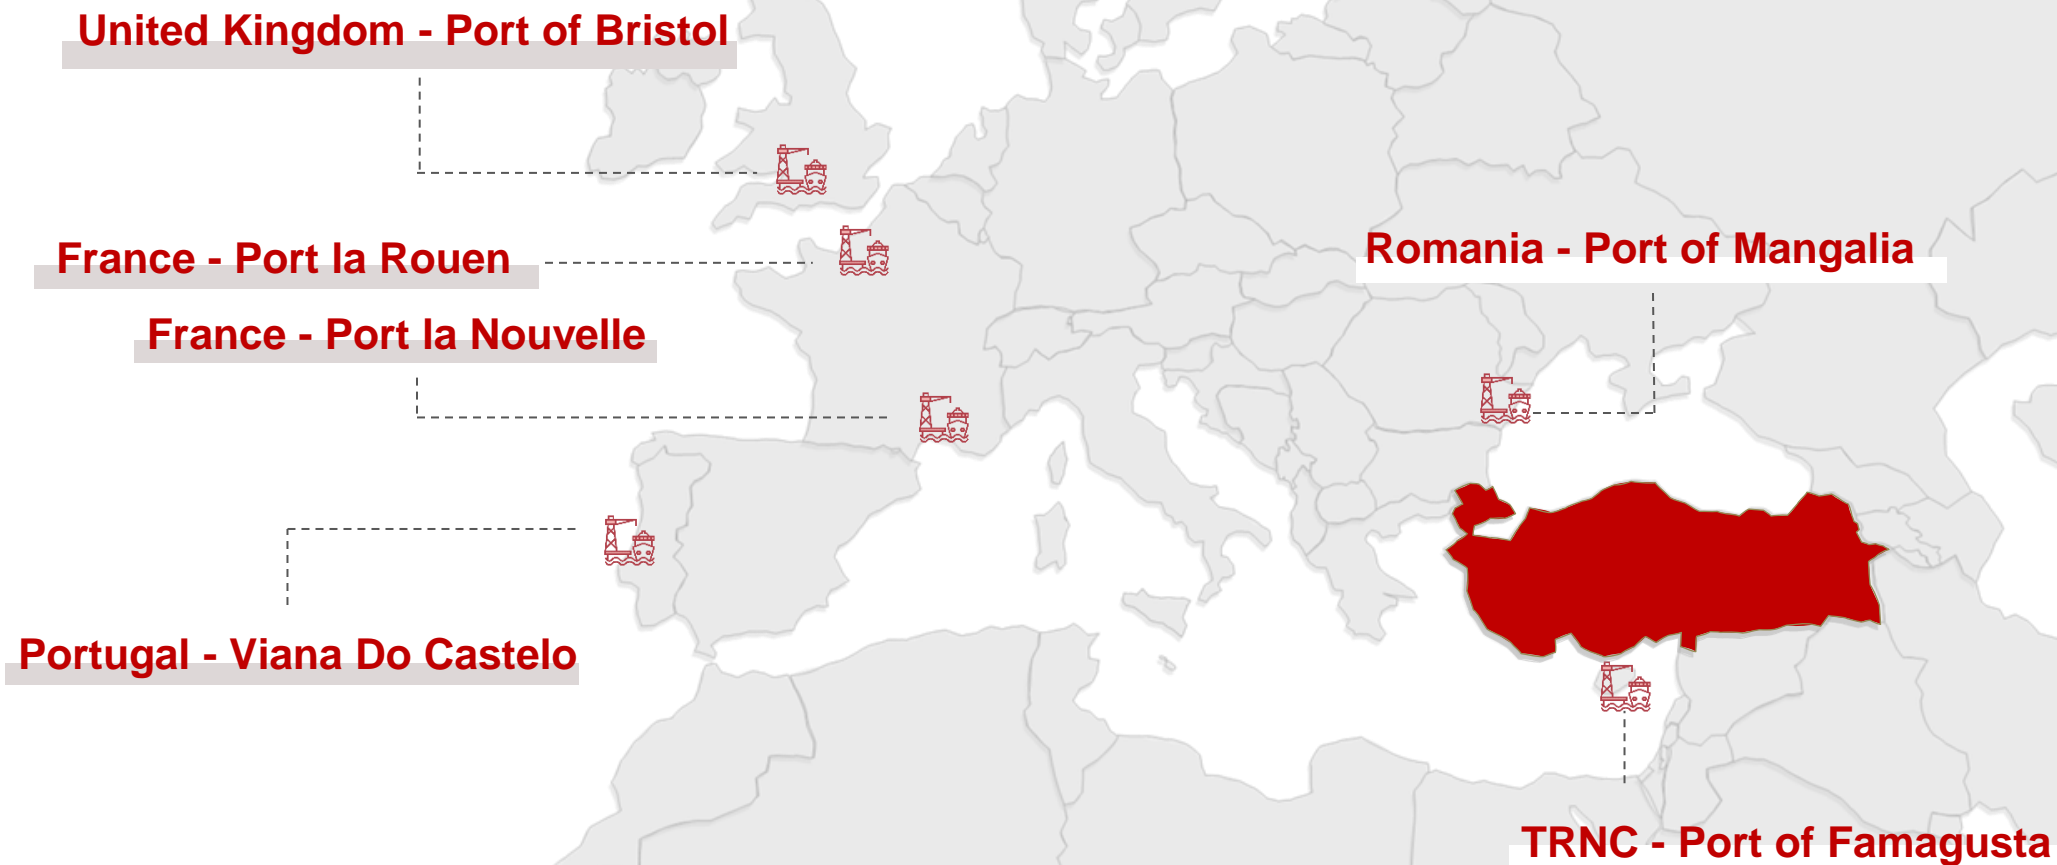 United Kingdom - Port of Bristol
France - Port la Rouen
Romania - Port of Mangalia
France - Port la Nouvelle
Portugal - Viana Do Castelo
TRNC - Port of Famagusta